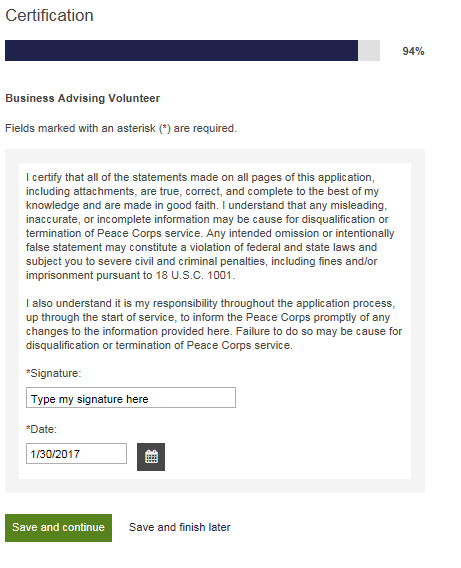 Certification
94%
Business Advising Volunteer
Fields marked with an asterisk (*) are required.
I certify that all of the statements made on all pages of this application,
including attachments, are true, correct, and complete to the best of my
knowledge and are made in good faith. I understand that any misleading,
inaccurate, or incomplete information may be cause for disqualification or
termination of Peace Corps service. Any intended omission or intentionally
false statement may constitute a violation of federal and state laws and
subject you to severe civil and criminal penalties, including fines and/or
imprisonment pursuant to 18 U.S.C. 1001.
I also understand it is my responsibility throughout the application process,
up through the start of service, to inform the Peace Corps promptly of any
changes to the information provided here. Failure to do so may be cause for
disqualification or termination of Peace Corps service.
*Signature:
Type my signature here
*Date:
1/30/2017
Save and continue Save and finish later